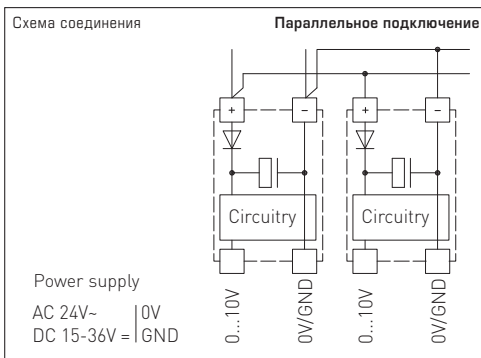 Схема соединения
Параллельное подключение
+ − + −
Circuitry Circuitry
Power supply
AC 24V~ | 0V
DC 15-36V = | GND
0...10V
0V/GND
0...10V
0V/GND